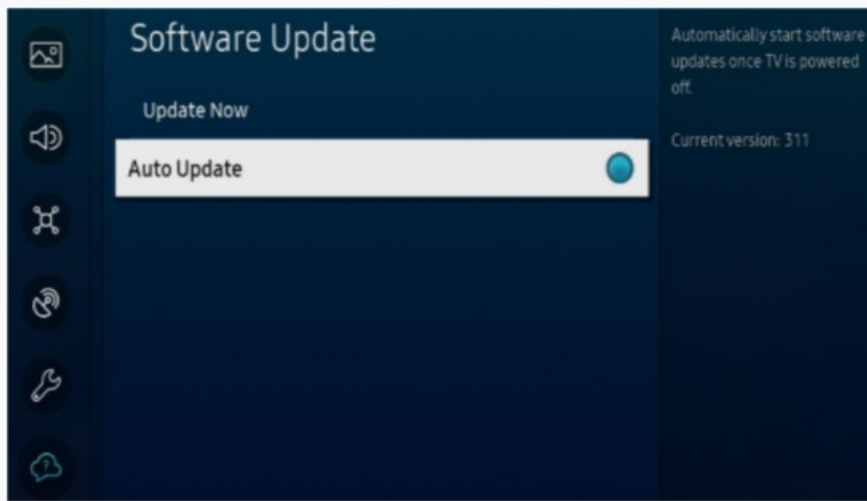 Software Update
Update Now
Auto Update
Automatically start software
updates once TV is powered
off.
Current version: 311